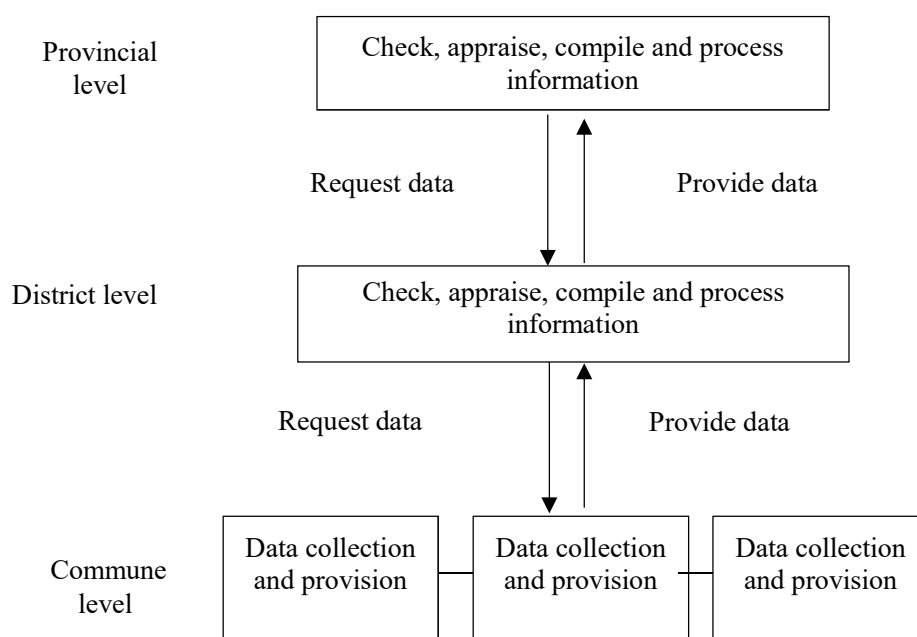 Provincial
level
Check, appraise, compile and process
information
Request data
Provide data
District level
Check, appraise, compile and process
information
Request data
Provide data
Commune
level
Data collection
and provision
Data collection
and provision
Data collection
and provision